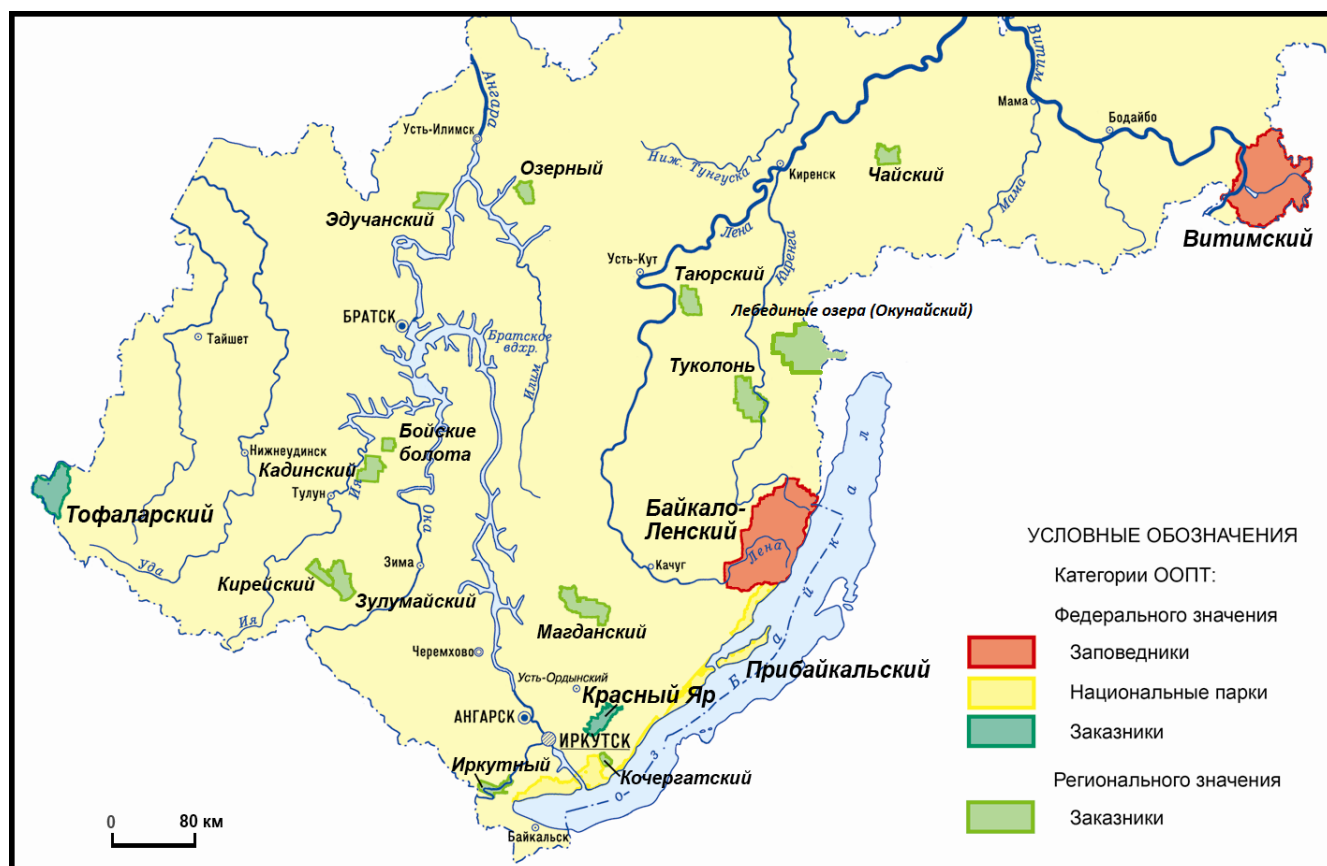 Витим
Ангара
Мама
Бодайбо
Усть-Илимск
Озерный
Ниж. Тунгуска
Киренск
Чайский
Эдучанский
Мама
Витимский
Лена
Киренга
Усть-Кут
Таюрский
Лебединые озера (Окунайский)
БРАТСК
Тайшет
Братское
вдхр.
Туколонь
Илим
Бойские
болота
Нижнеудинск
Кадинский
Тулун
Ия
Ока
Тофаларский
Байкало-
Ленский
Лена
Уда
Зима
Качуг
Кирейский
Зулумайский
Ия
Магданский
Черемхово
Прибайкальский
Усть-Ордынский
Красный Яр
АНГАРСК
ИРКУТСК
Иркутный
Кочергатский
оз. Байкал
Байкальск
0 80 км
УСЛОВНЫЕ ОБОЗНАЧЕНИЯ
Категории ООПТ:
Федерального значения
Заповедники
Национальные парки
Заказники
Регионального значения
Заказники